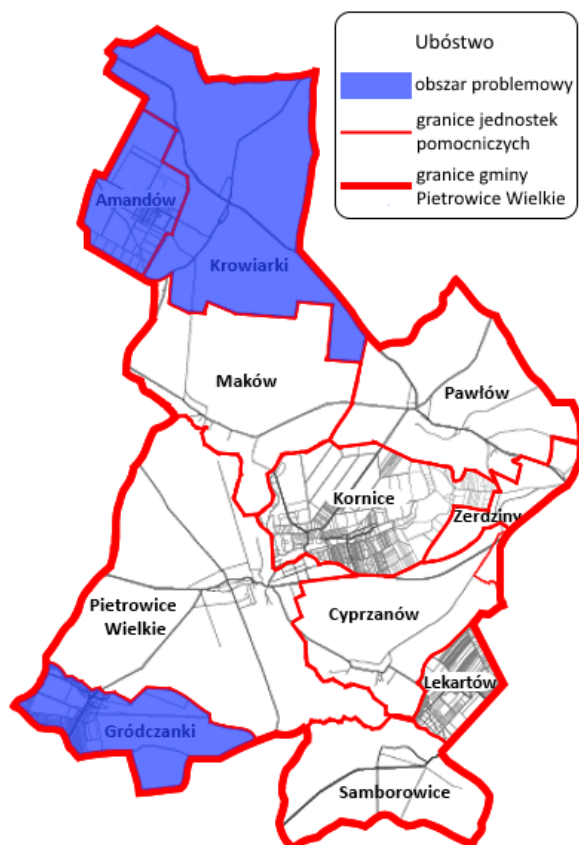 Ubóstwo
obszar problemowy
granice jednostek
pomocniczych
granice gminy
Pietrowice Wielkie
Amandów
Krowiarki
Maków
Pawłów
Kornice
Żerdziny
Pietrowice
Wielkie
Cyprzanów
Lekartów
Gródczanki
Samborowice